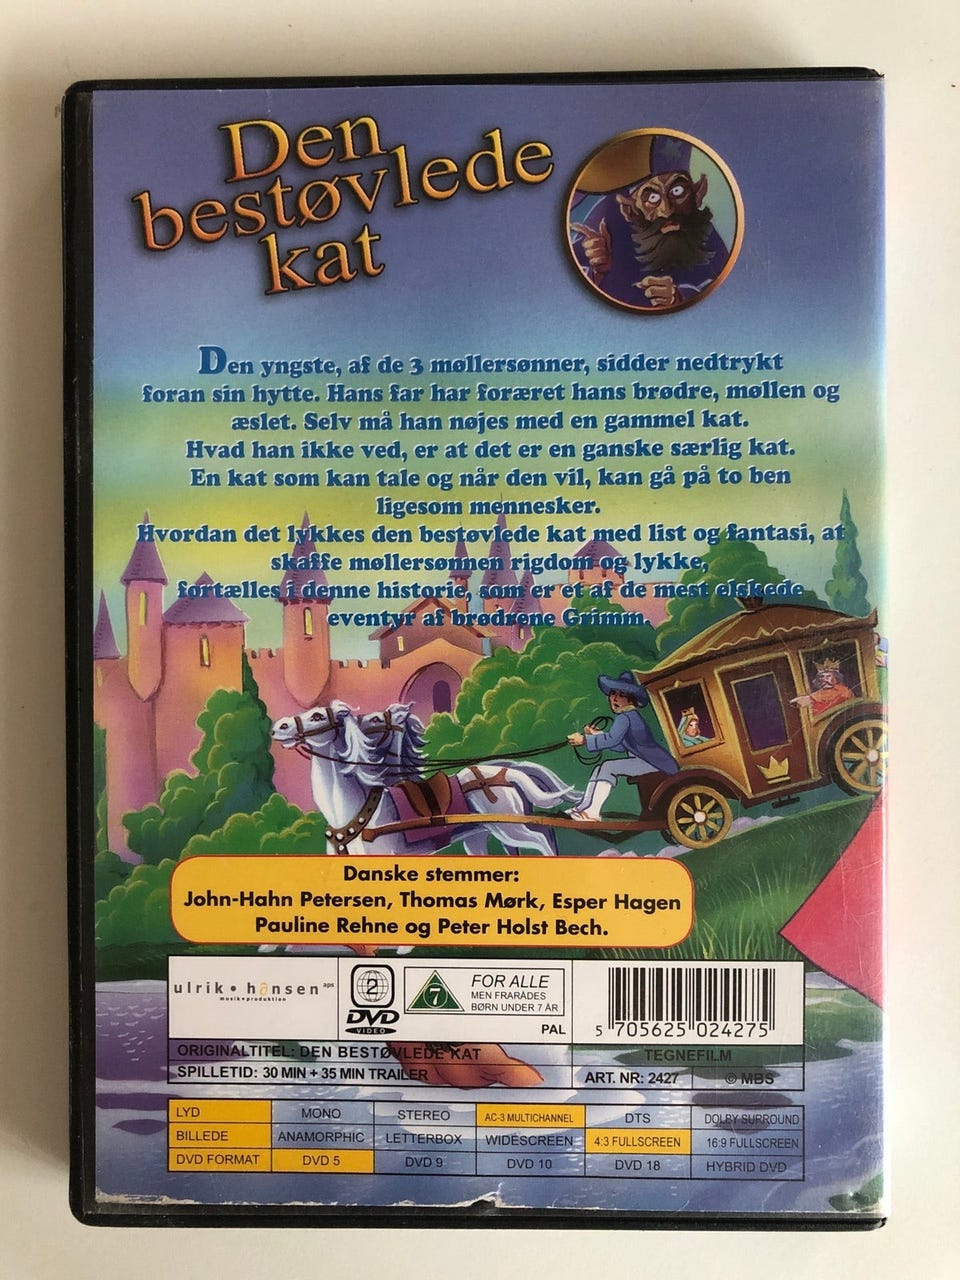 Den
bestøvlede
kat
Den yngste, af de 3 møllersønner, sidder nedtrykt
foran sin hytte. Hans far har foræret hans brødre, møllen og
æslet. Selv må han nøjes med en gammel kat.
Hvad han ikke ved, er at det er en ganske særlig kat.
En kat som kan tale og når den vil, kan gå på to ben
ligesom mennesker.
Hvordan det lykkes den bestøvlede kat med list og fantasi, at
skaffe møllersønnen rigdom og lykke,
fortælles i denne historie, som er et af de mest elskede
eventyr af brødrene Grimm.
Danske stemmer:
John-Hahn Petersen, Thomas Mørk, Esper Hagen
Pauline Rehne og Peter Holst Bech.
ulrik • hansen aps
musik•produktion
2
DVD
VIDEO
7
FOR ALLE
MEN FRARÅDES
BØRN UNDER 7 ÅR
PAL
5 705625 024275
ORIGINALTITEL: DEN BESTØVLEDE KAT
TEGNEFILM
SPILLETID: 30 MIN + 35 MIN TRAILER
ART. NR: 2427
© MBS
LYD MONO STEREO AC-3 MULTICHANNEL DTS DOLBY SURROUND
BILLEDE ANAMORPHIC LETTERBOX WIDESCREEN 4:3 FULLSCREEN 16:9 FULLSCREEN
DVD FORMAT DVD 5 DVD 9 DVD 10 DVD 18 HYBRID DVD